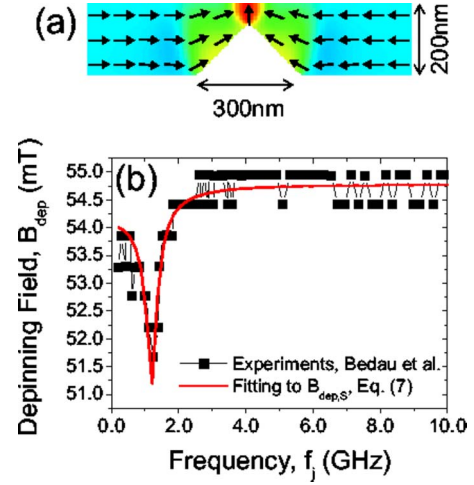 (a)
200nm
300nm
(b)
Depinning Field, B_dep (mT)
55.0
54.5
54.0
53.5
53.0
52.5
52.0
51.5
51.0
Experiments, Bedau et al.
Fitting to B_dep,S, Eq. (7)
0.0 2.0 4.0 6.0 8.0 10.0
Frequency, f_j (GHz)